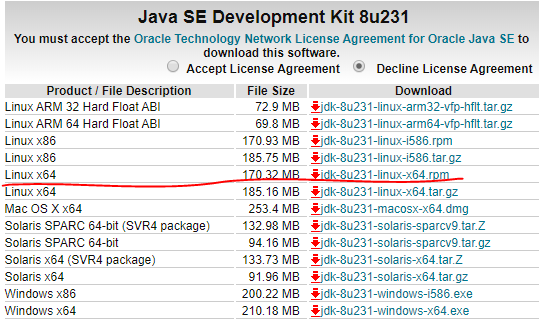 Java SE Development Kit 8u231
You must accept the Oracle Technology Network License Agreement for Oracle Java SE to
download this software.
Accept License Agreement Decline License Agreement
Product / File Description File Size Download
Linux ARM 32 Hard Float ABI 72.9 MB jdk-8u231-linux-arm32-vfp-hflt.tar.gz
Linux ARM 64 Hard Float ABI 69.8 MB jdk-8u231-linux-arm64-vfp-hflt.tar.gz
Linux x86 170.93 MB jdk-8u231-linux-i586.rpm
Linux x86 185.75 MB jdk-8u231-linux-i586.tar.gz
Linux x64 170.32 MB jdk-8u231-linux-x64.rpm
Linux x64 185.16 MB jdk-8u231-linux-x64.tar.gz
Mac OS X x64 253.4 MB jdk-8u231-macosx-x64.dmg
Solaris SPARC 64-bit (SVR4 package) 132.98 MB jdk-8u231-solaris-sparcv9.tar.Z
Solaris SPARC 64-bit 94.16 MB jdk-8u231-solaris-sparcv9.tar.gz
Solaris x64 (SVR4 package) 133.73 MB jdk-8u231-solaris-x64.tar.Z
Solaris x64 91.96 MB jdk-8u231-solaris-x64.tar.gz
Windows x86 200.22 MB jdk-8u231-windows-i586.exe
Windows x64 210.18 MB jdk-8u231-windows-x64.exe